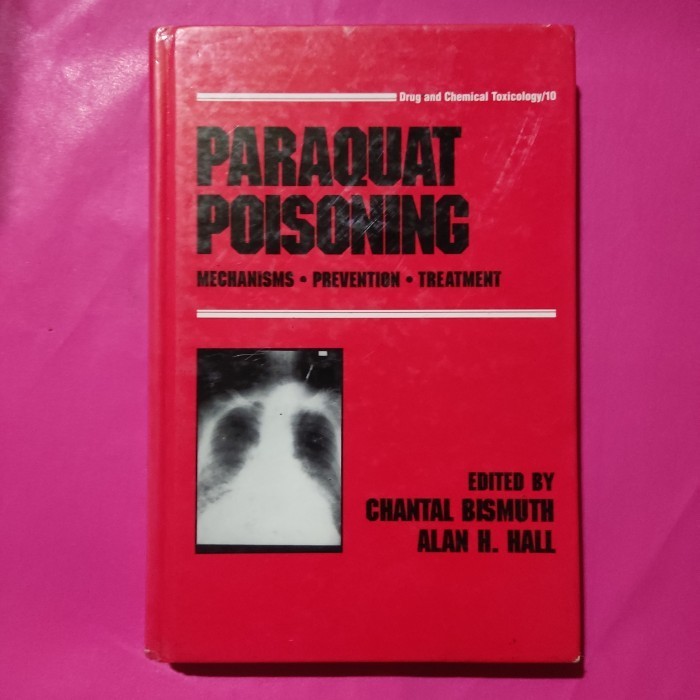 Drug and Chemical Toxicology/10
PARAQUAT
POISONING
MECHANISMS • PREVENTION • TREATMENT
EDITED BY
CHANTAL BISMUTH
ALAN H. HALL